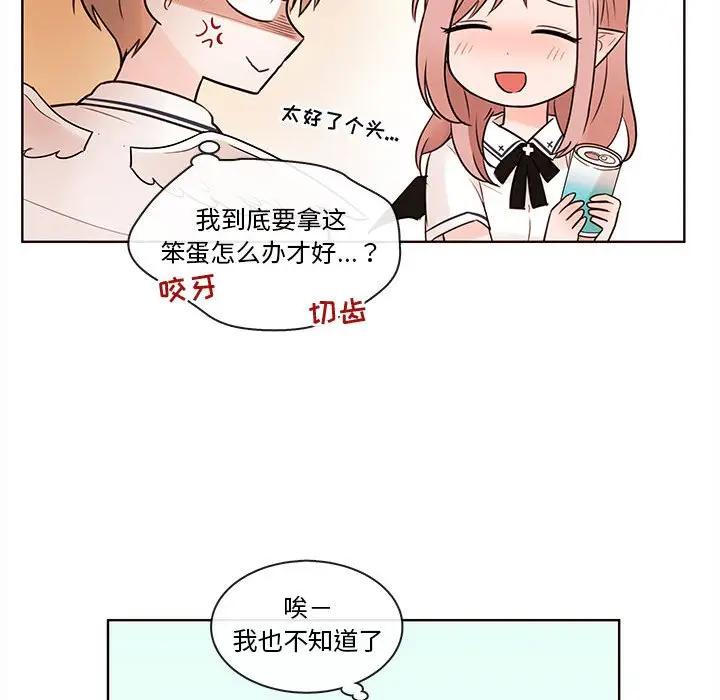 太好了个头...
我到底要拿这
笨蛋怎么办才好...？
咬牙
切齿
唉－
我也不知道了